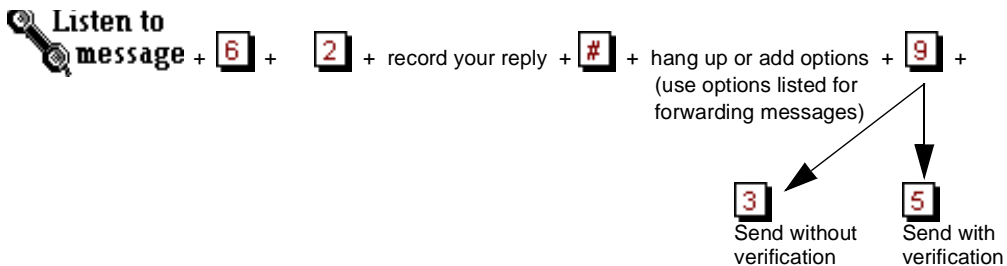 Listen to
message + 6 + 2 + record your reply + # + hang up or add options + 9 +
(use options listed for
forwarding messages)
3 5
Send without Send with
verification verification